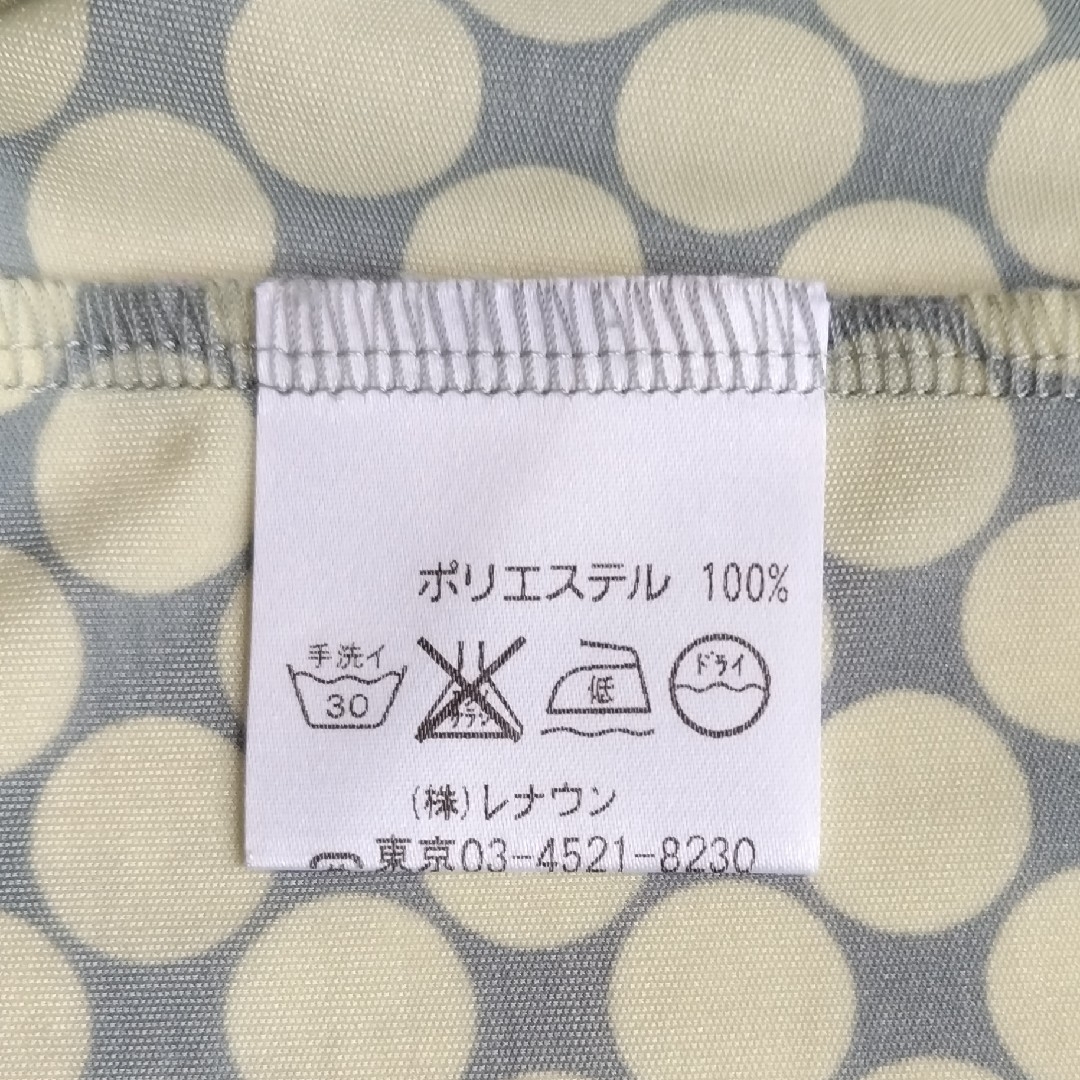 ポリエステル 100%
手洗イ
30
低
ドライ
(株)レナウン
東京03-4521-8230